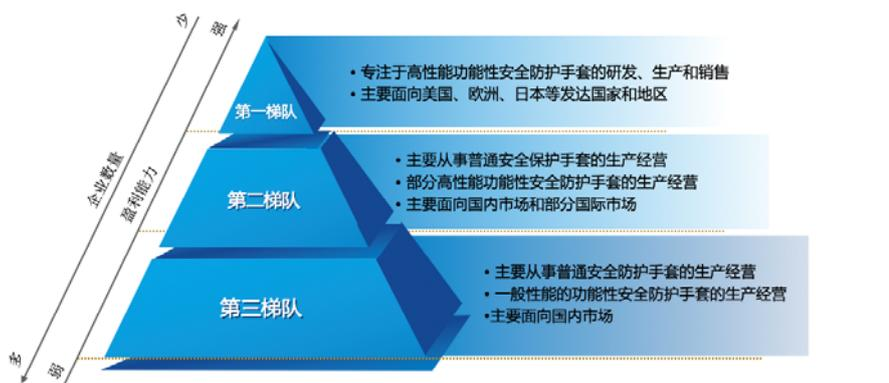 少
强
• 专注于高性能功能性安全防护手套的研发、生产和销售
• 主要面向美国、欧洲、日本等发达国家和地区
第一梯队
企业数量
盈利能力
• 主要从事普通安全保护手套的生产经营
• 部分高性能功能性安全防护手套的生产经营
• 主要面向国内市场和部分国际市场
第二梯队
• 主要从事普通安全防护手套的生产经营
• 一般性能的功能性安全防护手套的生产经营
•主要面向国内市场
第三梯队
多
弱